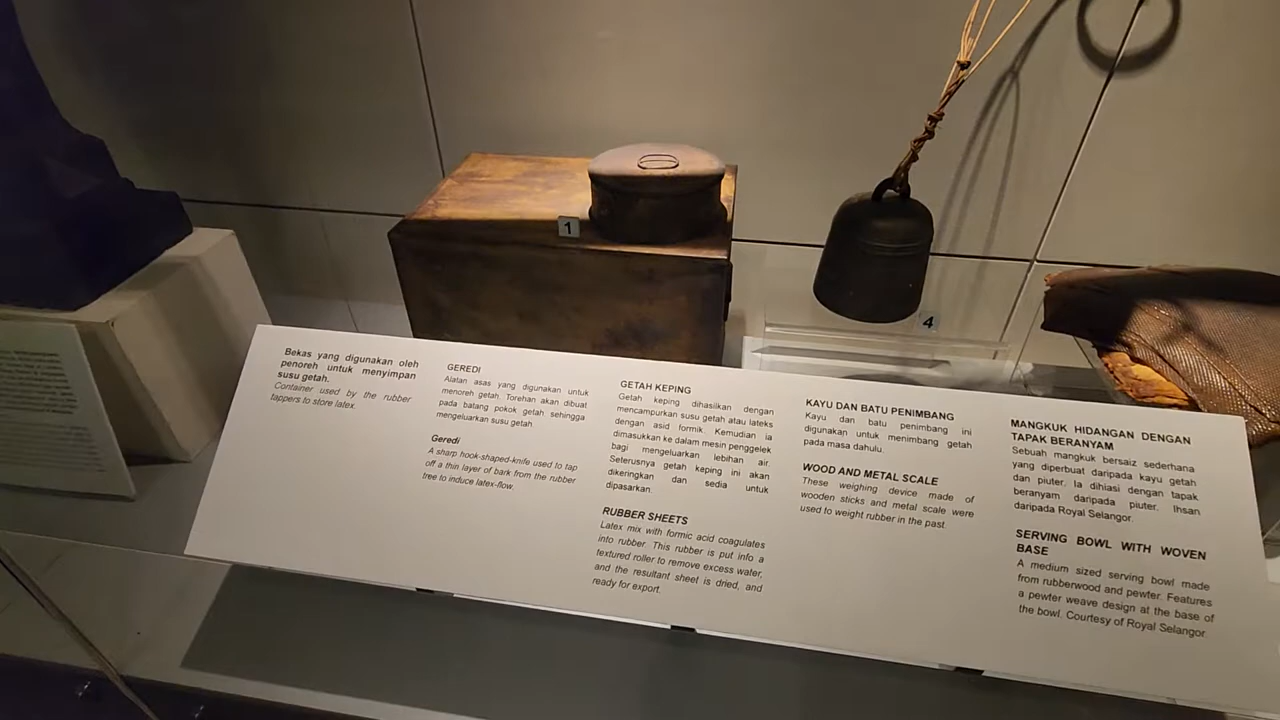 1
4
Bekas yang digunakan oleh
penoreh untuk menyimpan
susu getah.
Container used by the rubber
tappers to store latex.
GEREDI
Alatan asas yang digunakan untuk
menoreh getah. Torehan akan dibuat
pada batang pokok getah sehingga
mengeluarkan susu getah.
Geredi
A sharp hook-shaped-knife used to tap
off a thin layer of bark from the rubber
tree to induce latex-flow.
GETAH KEPING
Getah keping dihasilkan dengan
mencampurkan susu getah atau lateks
dengan asid formik. Kemudian ia
dimasukkan ke dalam mesin penggelek
bagi mengeluarkan lebihan air.
Seterusnya getah keping ini akan
dikeringkan dan sedia untuk
dipasarkan.
RUBBER SHEETS
Latex mix with formic acid coagulates
into rubber. This rubber is put into a
textured roller to remove excess water,
and the resultant sheet is dried, and
ready for export.
KAYU DAN BATU PENIMBANG
Kayu dan batu penimbang ini
digunakan untuk menimbang getah
pada masa dahulu.
WOOD AND METAL SCALE
These weighing device made of
wooden sticks and metal scale were
used to weight rubber in the past.
MANGKUK HIDANGAN DENGAN
TAPAK BERANYAM
Sebuah mangkuk bersaiz sederhana
yang diperbuat daripada kayu getah
dan piuter. Ia dihiasi dengan tapak
beranyam daripada piuter. Ihsan
daripada Royal Selangor.
SERVING BOWL WITH WOVEN
BASE
A medium sized serving bowl made
from rubberwood and pewter. Features
a pewter weave design at the base of
the bowl. Courtesy of Royal Selangor